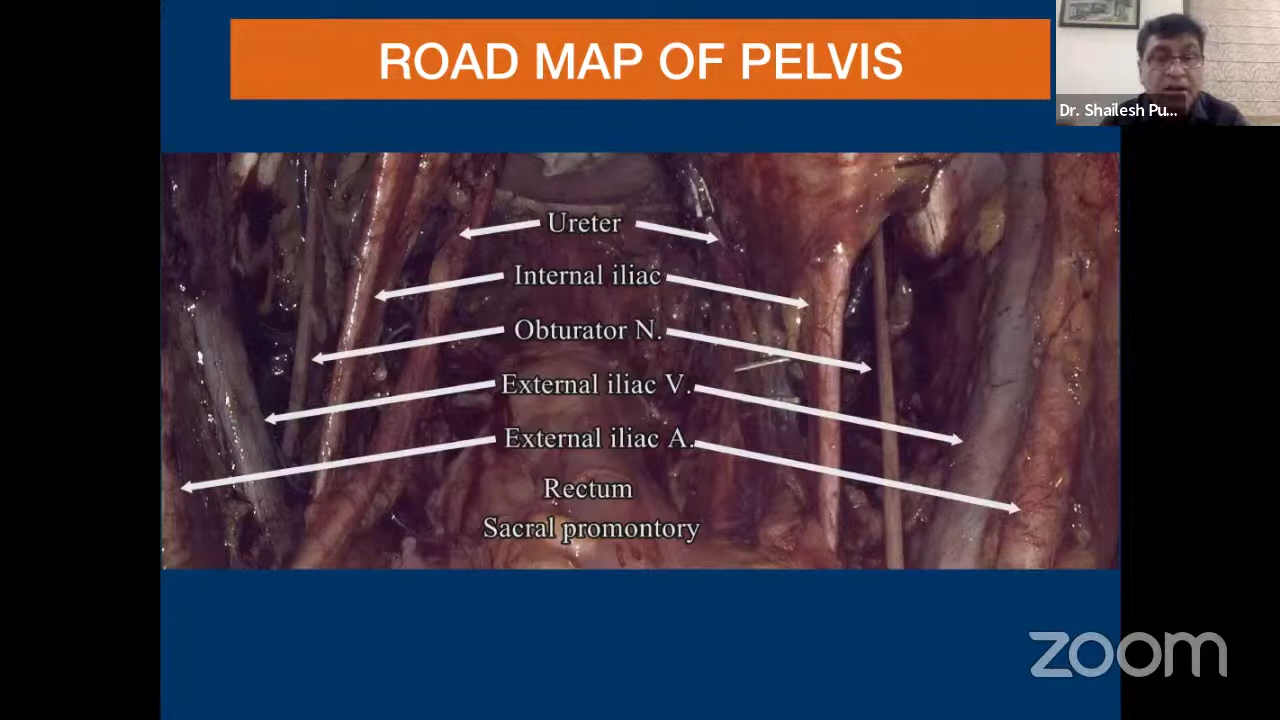 ROAD MAP OF PELVIS
Dr. Shailesh Pu...
Ureter
Internal iliac
Obturator N.
External iliac V.
External iliac A.
Rectum
Sacral promontory
zoom